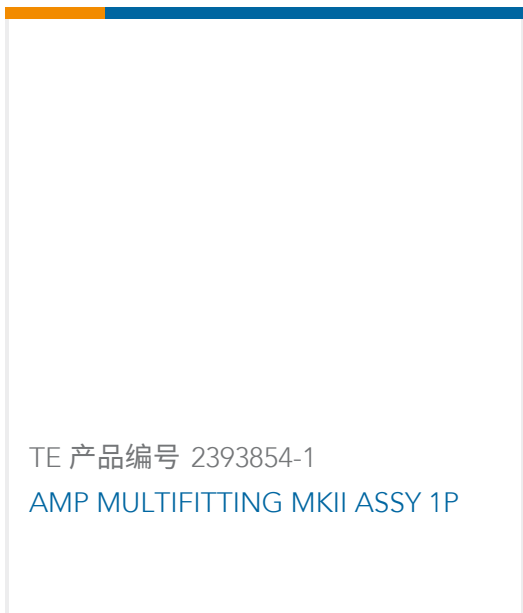 TE 产品编号 2393854-1
AMP MULTIFITTING MKII ASSY 1P